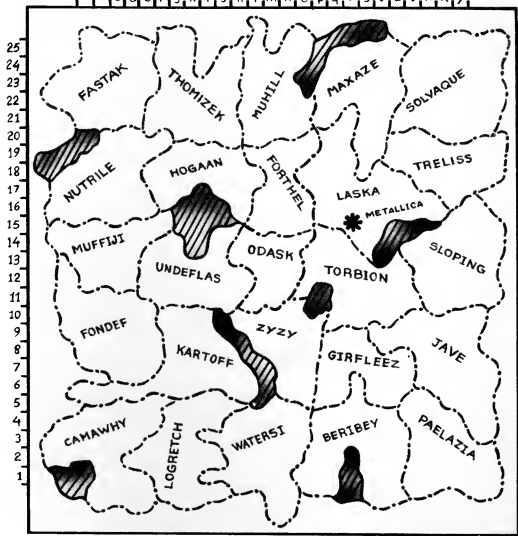 25
24
23
22
21
20
19
18
17
16
15
14
13
12
11
10
9
8
7
6
5
4
3
2
1
FASTAK
THOMIZEK
MUHILL
MAXAZE
SOLVAQUE
NUTRILE
HOGAAN
FORTHEL
LASKA
TRELISS
METALLICA
MUFFIJI
UNDEFLAS
ODASK
TORBION
SLOPING
FONDEF
KARTOFF
ZYZY
GIRFLEEZ
JAVE
CAMAWHY
LOGRETCH
WATERSI
BERIBEY
PAELAZIA